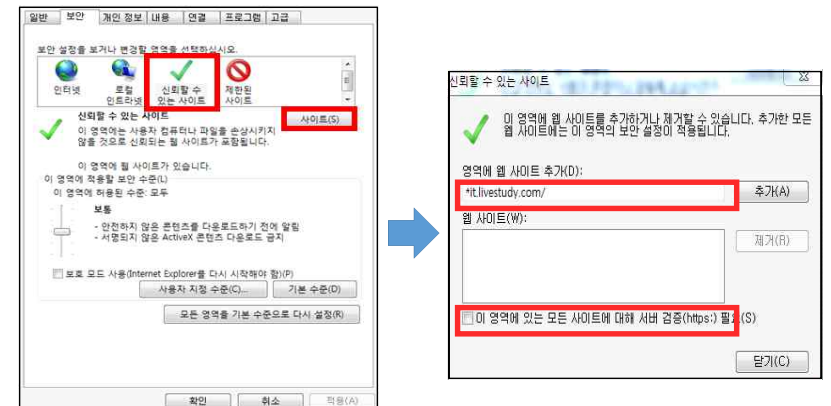 일반 보안 개인 정보 내용 연결 프로그램 고급
보안 설정을 보거나 변경할 영역을 선택하십시오.
인터넷
로컬
인트라넷
신뢰할 수
있는 사이트
제한된
사이트
신뢰할 수 있는 사이트
사이트(S)
이 영역에는 사용자 컴퓨터나 파일을 손상시키지
않을 것으로 신뢰되는 웹 사이트가 포함됩니다.
이 영역에 웹 사이트가 있습니다.
이 영역에 적용할 보안 수준(L)
이 영역에 허용된 수준: 모두
보통
- 안전하지 않은 콘텐츠를 다운로드하기 전에 알림
- 서명되지 않은 ActiveX 콘텐츠 다운로드 금지
보호 모드 사용(Internet Explorer를 다시 시작해야 함)(P)
사용자 지정 수준(C)... 기본 수준(D)
모든 영역을 기본 수준으로 다시 설정(R)
확인 취소 적용(A)
신뢰할 수 있는 사이트
이 영역에 웹 사이트를 추가하거나 제거할 수 있습니다. 추가한 모든
웹 사이트에는 이 영역의 보안 설정이 적용됩니다.
영역에 웹 사이트 추가(D):
*it.livestudy.com/ 추가(A)
웹 사이트(W):
제거(R)
이 영역에 있는 모든 사이트에 대해 서버 검증(https:) 필요(S)
닫기(C)